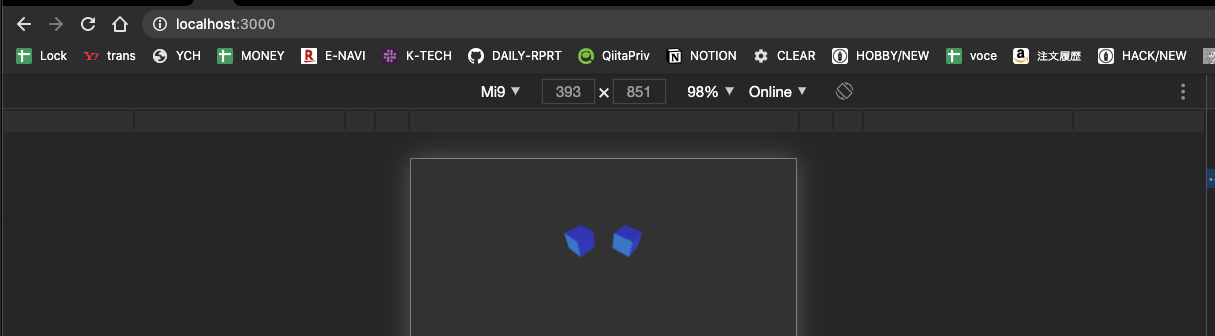 localhost:3000
Lock trans YCH MONEY E-NAVI K-TECH DAILY-RPRT QiitaPriv NOTION CLEAR HOBBY/NEW voce 注文履歴 HACK/NEW
Mi9 ▼ 393 × 851 98% ▼ Online ▼